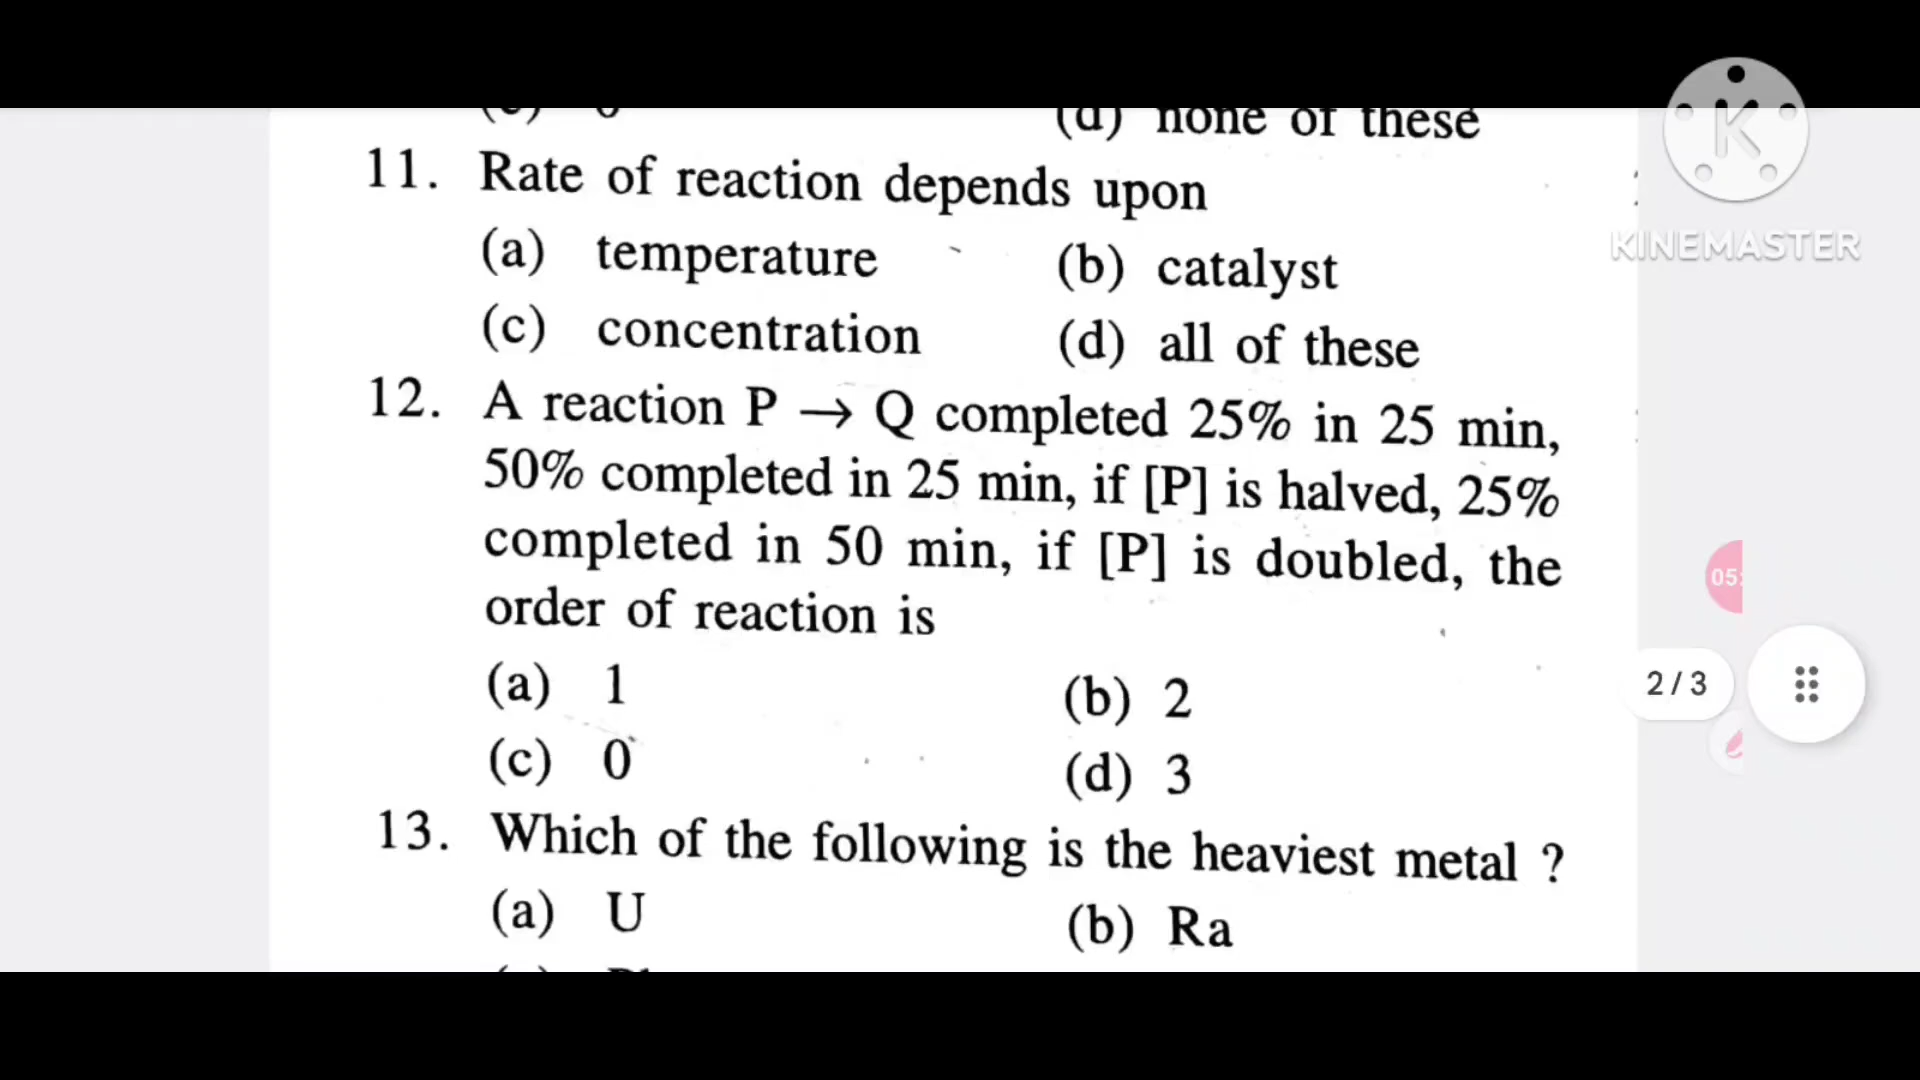 (d) none of these
11. Rate of reaction depends upon
(a) temperature (b) catalyst
(c) concentration (d) all of these
12. A reaction P → Q completed 25% in 25 min,
50% completed in 25 min, if [P] is halved, 25%
completed in 50 min, if [P] is doubled, the
order of reaction is
(a) 1 (b) 2
(c) 0 (d) 3
13. Which of the following is the heaviest metal ?
(a) U (b) Ra
K
KINEMASTER
05:
2/3